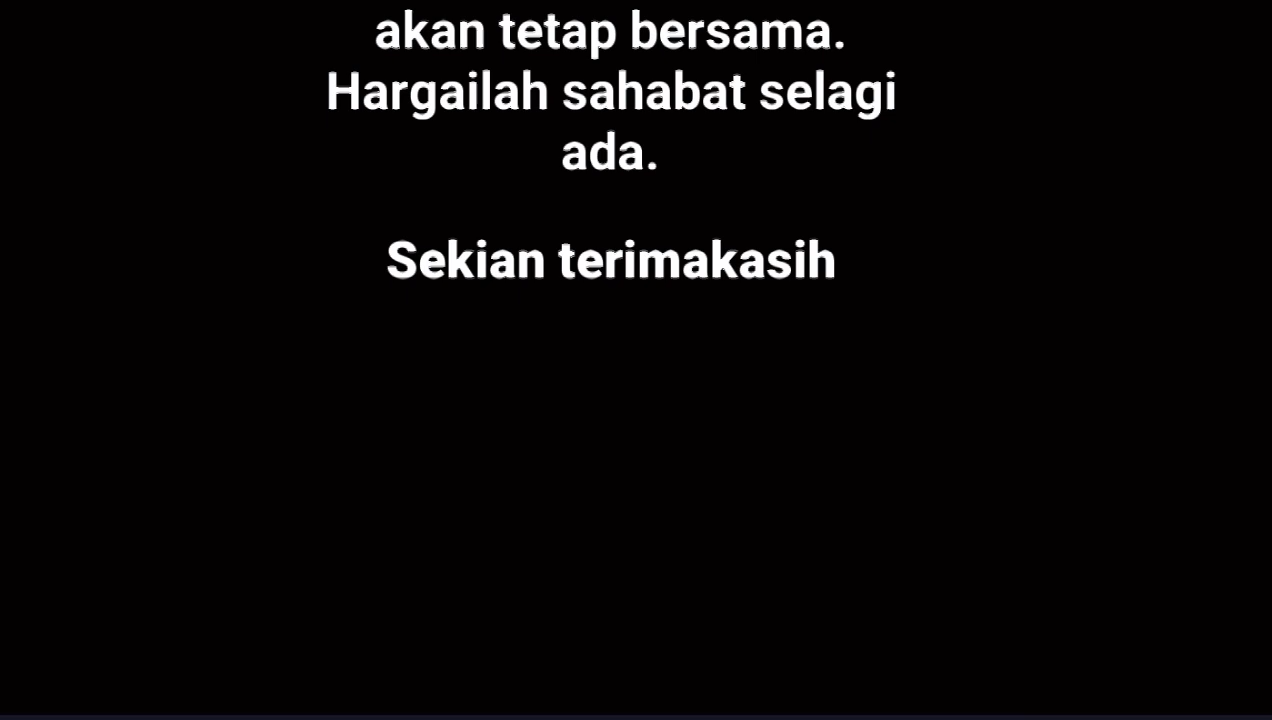 akan tetap bersama.
Hargailah sahabat selagi
ada.
Sekian terimakasih